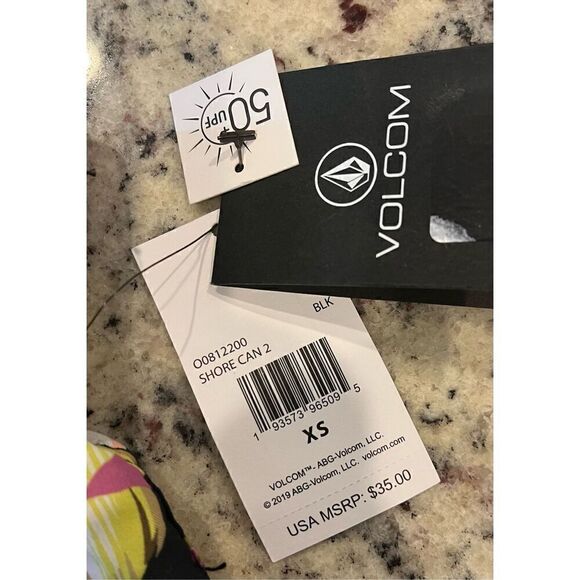 50
UPF
VOLCOM
BLK
O0812200
SHORE CAN 2
1 93573 96509 5
XS
VOLCOM™- ABG-Volcom, LLC.
© 2019 ABG-Volcom, LLC. volcom.com
USA MSRP: $35.00